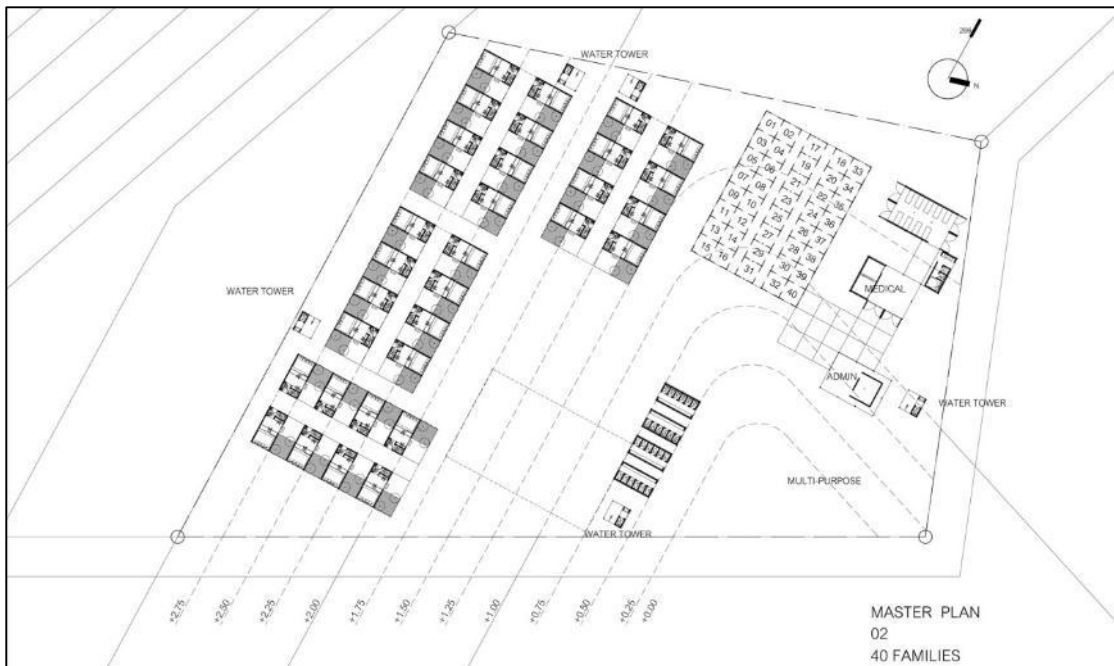 WATER TOWER
N
01 02 17 18 33
03 04 19 20 34
05 06 21 22 35
07 08 23 24 36
09 10 25 26 37
11 12 27 28 38
13 14 29 30 39
15 16 31 32 40
WATER TOWER
MEDICAL
ADMIN
WATER TOWER
MULTI-PURPOSE
WATER TOWER
+2.75
+2.50
+2.25
+2.00
+1.75
+1.50
+1.25
+1.00
+0.75
+0.50
+0.25
+0.00
MASTER PLAN
02
40 FAMILIES